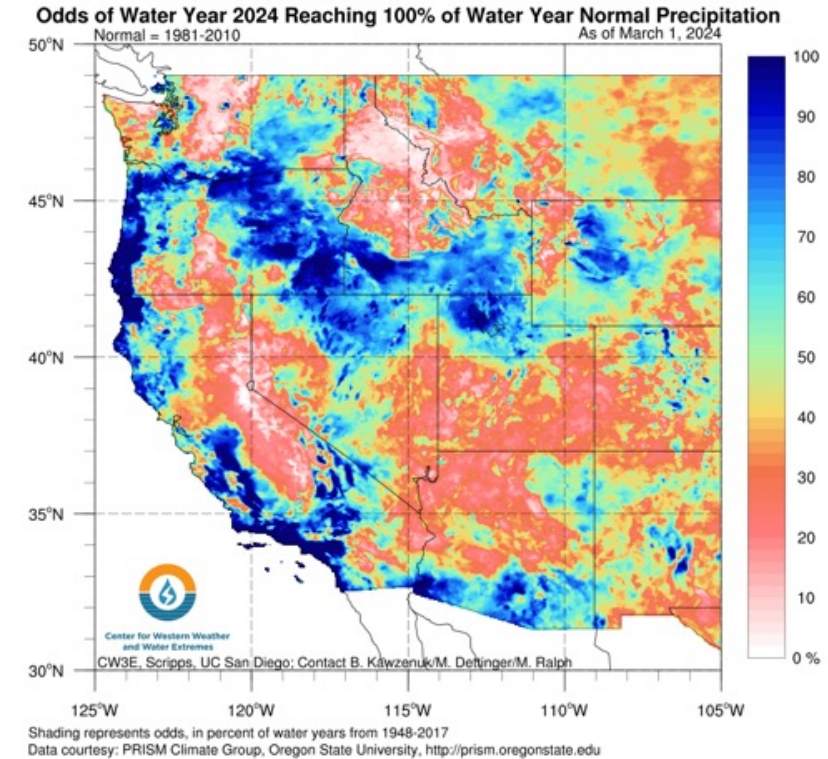 Odds of Water Year 2024 Reaching 100% of Water Year Normal Precipitation
Normal = 1981-2010
As of March 1, 2024
50°N
45°N
40°N
35°N
30°N
125°W
120°W
115°W
110°W
105°W
100
90
80
70
60
50
40
30
20
10
0 %
Center for Western Weather
and Water Extremes
CW3E, Scripps, UC San Diego; Contact B. Kawzenuk/M. Dettinger/M. Ralph
Shading represents odds, in percent of water years from 1948-2017
Data courtesy: PRISM Climate Group, Oregon State University, http://prism.oregonstate.edu